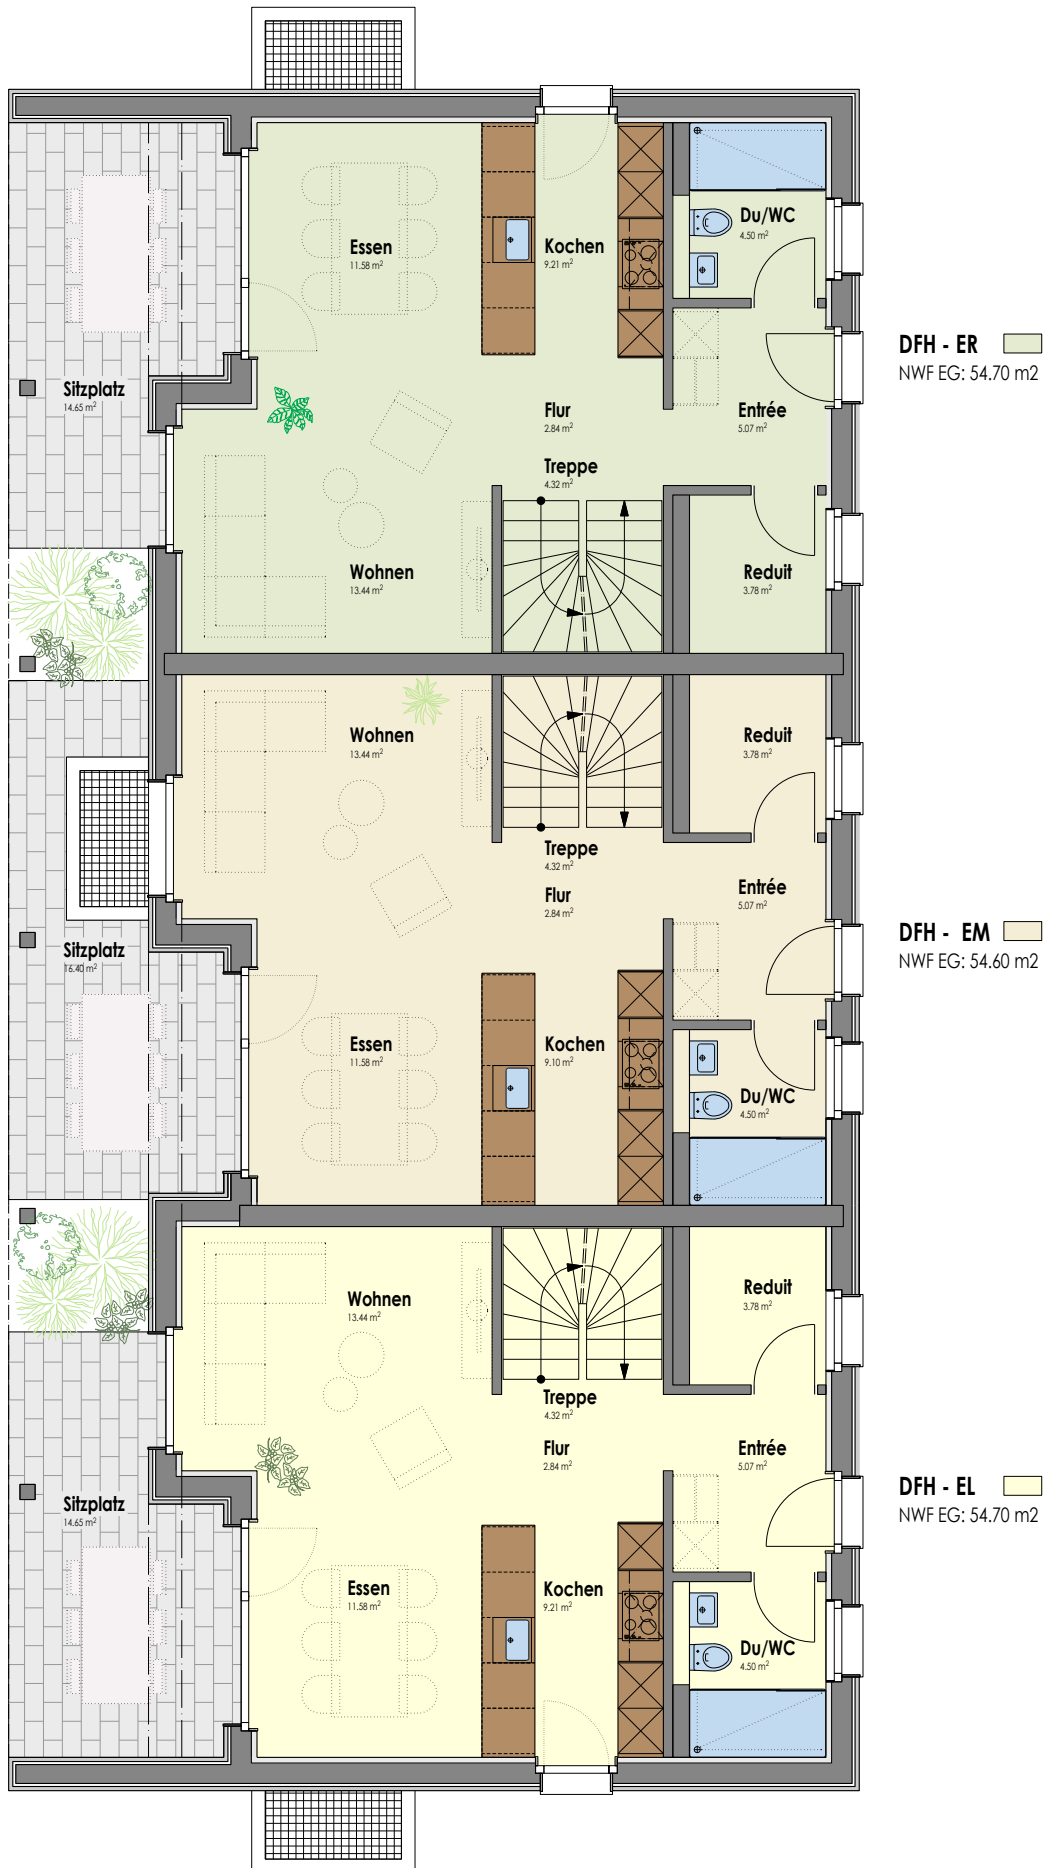 Essen
11.58 m²
Kochen
9.21 m²
Du/WC
4.50 m²
DFH - ER
NWF EG: 54.70 m2
Sitzplatz
14.65 m²
Flur
2.84 m²
Entrée
5.07 m²
Treppe
4.32 m²
Wohnen
13.44 m²
Reduit
3.78 m²
Wohnen
13.44 m²
Reduit
3.78 m²
Treppe
4.32 m²
Flur
2.84 m²
Entrée
5.07 m²
DFH - EM
NWF EG: 54.60 m2
Sitzplatz
16.40 m²
Essen
11.58 m²
Kochen
9.10 m²
Du/WC
4.50 m²
Wohnen
13.44 m²
Reduit
3.78 m²
Treppe
4.32 m²
Flur
2.84 m²
Entrée
5.07 m²
DFH - EL
NWF EG: 54.70 m2
Sitzplatz
14.65 m²
Essen
11.58 m²
Kochen
9.21 m²
Du/WC
4.50 m²